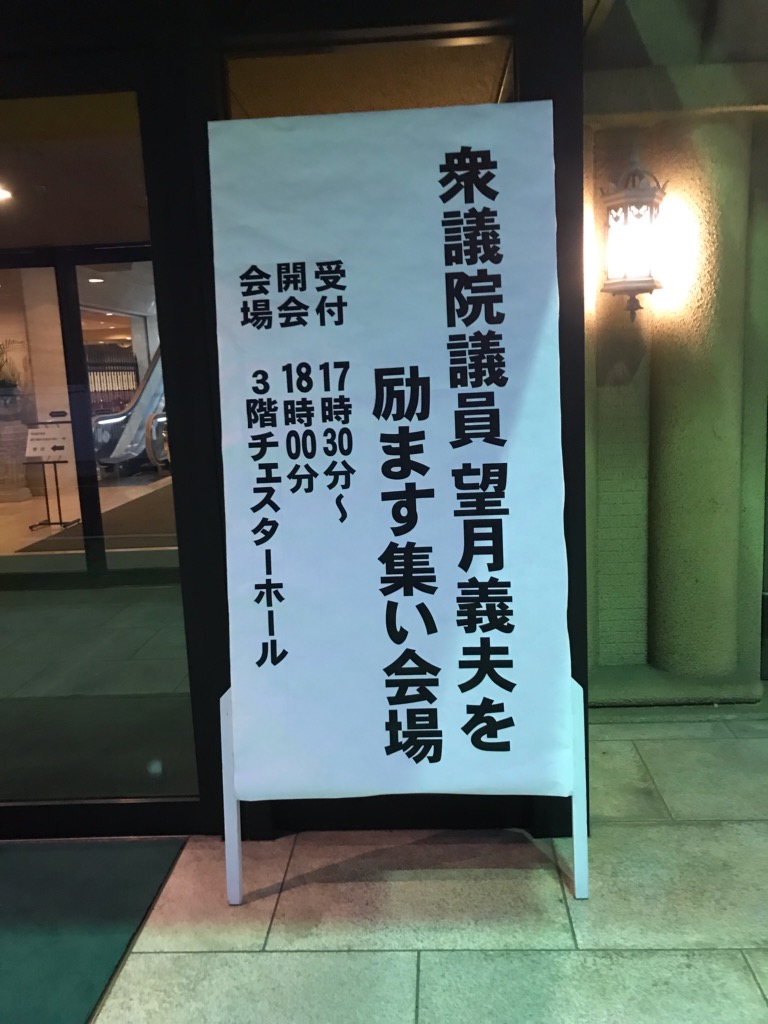 衆議院議員 望月義夫を
励ます集い会場
受付 17時30分～
開会 18時00分
会場 3階チェスターホール